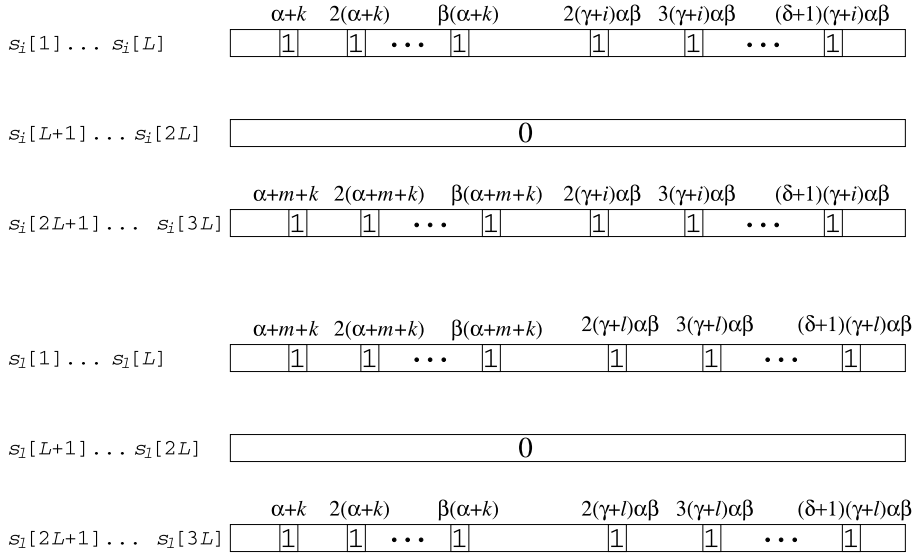 α+k 2(α+k) β(α+k) 2(γ+i)αβ 3(γ+i)αβ (δ+1)(γ+i)αβ
s_i[1]... s_i[L] 1 1 ••• 1 1 1 ••• 1
s_i[L+1]... s_i[2L] 0
α+m+k 2(α+m+k) β(α+m+k) 2(γ+i)αβ 3(γ+i)αβ (δ+1)(γ+i)αβ
s_i[2L+1]... s_i[3L] 1 1 ••• 1 1 1 ••• 1
α+m+k 2(α+m+k) β(α+m+k) 2(γ+l)αβ 3(γ+l)αβ (δ+1)(γ+l)αβ
s_l[1]... s_l[L] 1 1 ••• 1 1 1 ••• 1
s_l[L+1]... s_l[2L] 0
α+k 2(α+k) β(α+k) 2(γ+l)αβ 3(γ+l)αβ (δ+1)(γ+l)αβ
s_l[2L+1]... s_l[3L] 1 1 ••• 1 1 1 ••• 1